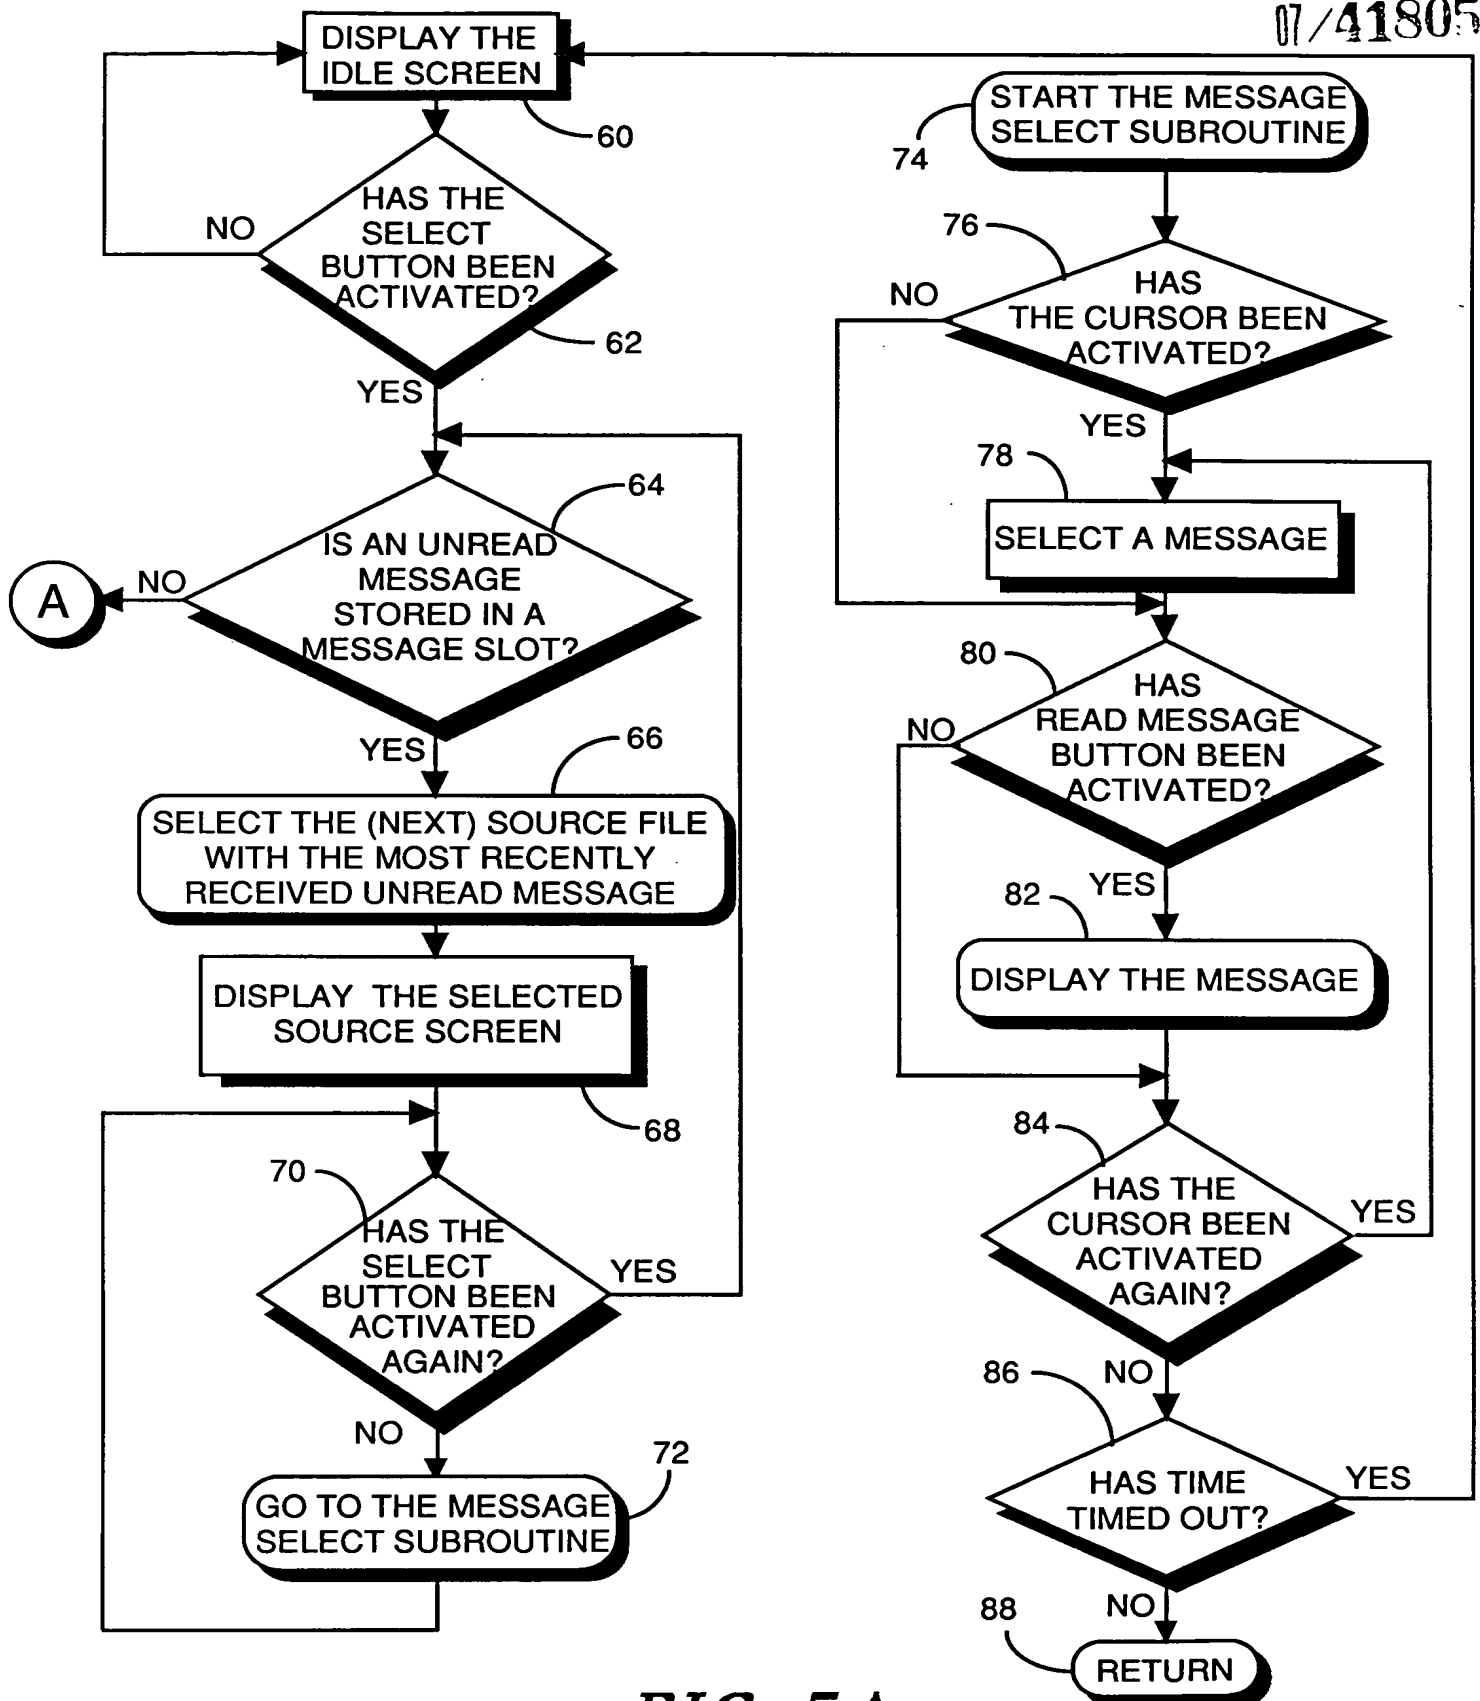 07/41805
DISPLAY THE
IDLE SCREEN
60
HAS THE
SELECT
BUTTON BEEN
ACTIVATED?
NO
62
YES
64
IS AN UNREAD
MESSAGE
STORED IN A
MESSAGE SLOT?
NO
A
YES
66
SELECT THE (NEXT) SOURCE FILE
WITH THE MOST RECENTLY
RECEIVED UNREAD MESSAGE
DISPLAY THE SELECTED
SOURCE SCREEN
68
70
HAS THE
SELECT
BUTTON BEEN
ACTIVATED
AGAIN?
YES
NO
72
GO TO THE MESSAGE
SELECT SUBROUTINE
START THE MESSAGE
SELECT SUBROUTINE
74
76
HAS
THE CURSOR BEEN
ACTIVATED?
NO
YES
78
SELECT A MESSAGE
80
HAS
READ MESSAGE
BUTTON BEEN
ACTIVATED?
NO
YES
82
DISPLAY THE MESSAGE
84
HAS THE
CURSOR BEEN
ACTIVATED
AGAIN?
YES
NO
86
HAS TIME
TIMED OUT?
YES
NO
88
RETURN